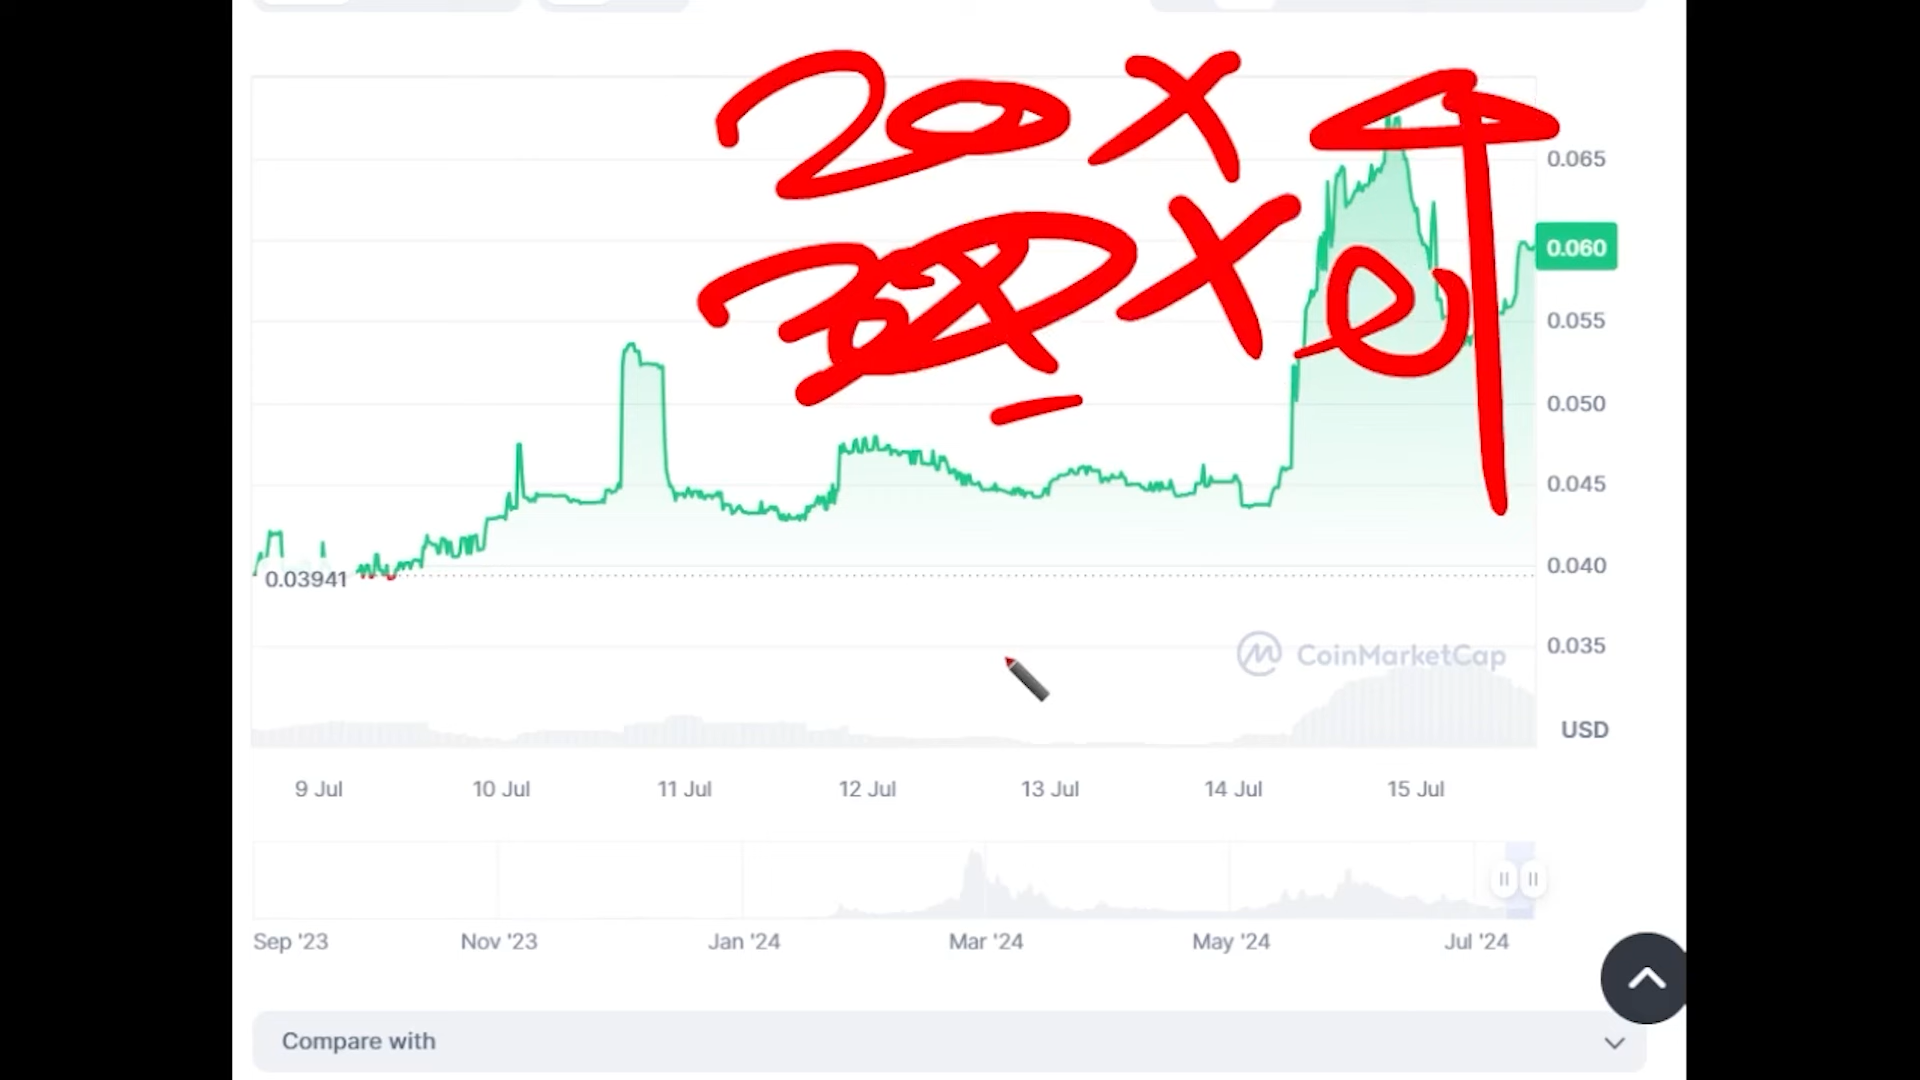 20X
X
0.065
0.060
0.055
0.050
0.045
0.040
0.03941
0.035
CoinMarketCap
USD
9 Jul 10 Jul 11 Jul 12 Jul 13 Jul 14 Jul 15 Jul
Sep '23 Nov '23 Jan '24 Mar '24 May '24 Jul '24
Compare with